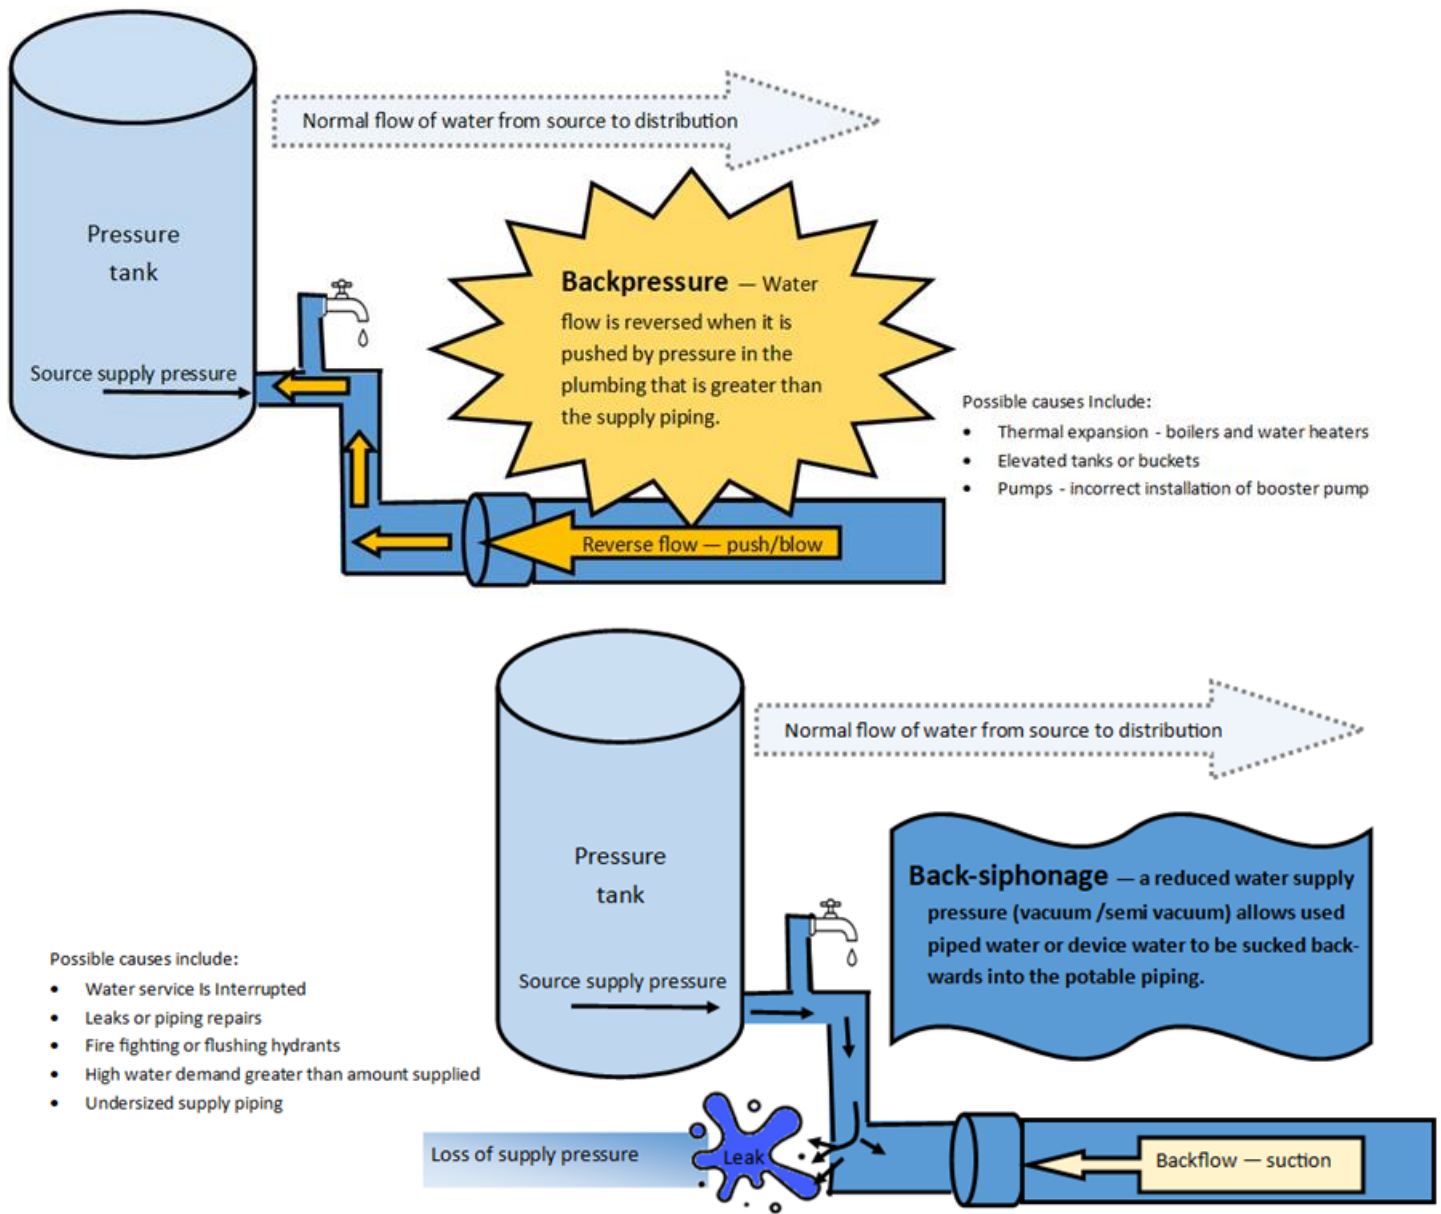 Normal flow of water from source to distribution
Pressure
tank
Source supply pressure
Backpressure — Water
flow is reversed when it is
pushed by pressure in the
plumbing that is greater than
the supply piping.
Possible causes Include:
• Thermal expansion - boilers and water heaters
• Elevated tanks or buckets
• Pumps - incorrect installation of booster pump
Reverse flow — push/blow
Normal flow of water from source to distribution
Pressure
tank
Source supply pressure
Back-siphonage — a reduced water supply
pressure (vacuum /semi vacuum) allows used
piped water or device water to be sucked back-
wards into the potable piping.
Possible causes include:
• Water service Is Interrupted
• Leaks or piping repairs
• Fire fighting or flushing hydrants
• High water demand greater than amount supplied
• Undersized supply piping
Loss of supply pressure
Leak
Backflow — suction